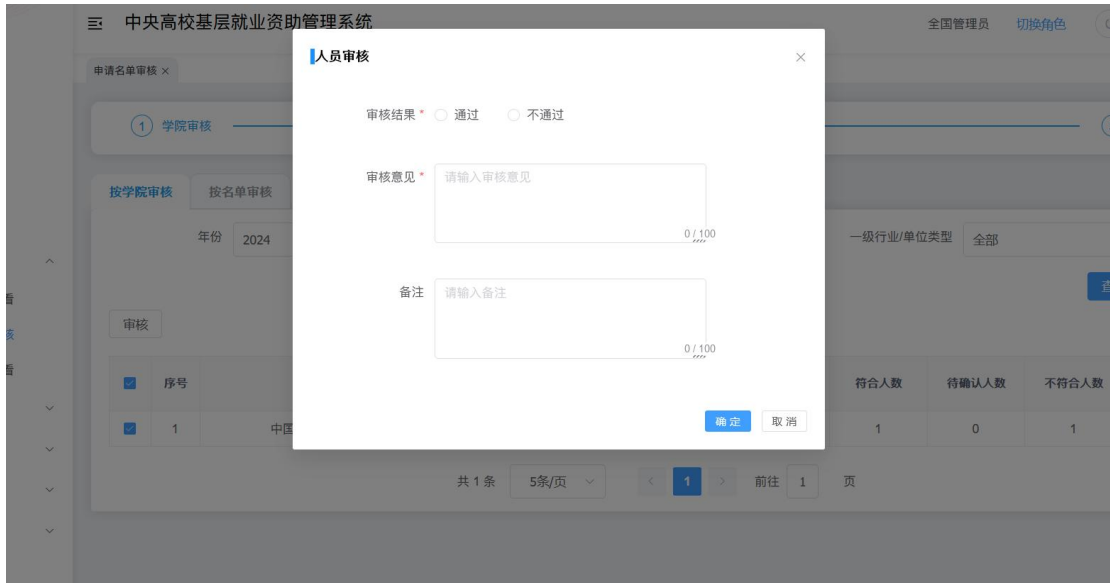 中央高校基层就业资助管理系统
全国管理员 切换角色
申请名单审核 ×
人员审核
1 学院审核
审核结果 * 通过 不通过
审核意见 * 请输入审核意见
0 / 100
按学院审核 按名单审核
年份 2024
一级行业/单位类型 全部
看
备注 请输入备注
0 / 100
审核
核
看
序号 符合人数 待确认人数 不符合人数
确定 取消
1 中国 1 0 1
共 1 条 5条/页 < 1 > 前往 1 页